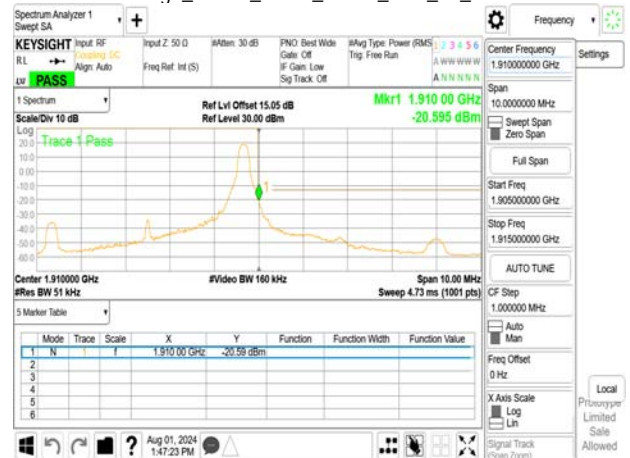 Spectrum Analyzer 1
Swept SA
Frequency
KEYSIGHT
RL
PASS
Input: RF
Coupling: DC
Align: Auto
Input Z: 50 Ω
Freq Ref: Int (S)
#Atten: 30 dB
PNO: Best Wide
Gate: Off
IF Gain: Low
Sig Track: Off
#Avg Type: Power (RMS
Trig: Free Run
1 2 3 4 5 6
A WW WW W
A N N N N N
Center Frequency
1.910000000 GHz
Settings
Span
10.0000000 MHz
Swept Span
Zero Span
Full Span
Start Freq
1.905000000 GHz
Stop Freq
1.915000000 GHz
AUTO TUNE
CF Step
1.000000 MHz
Auto
Man
Freq Offset
0 Hz
X Axis Scale
Log
Lin
Signal Track
(Span Zoom)
Local
Prototype
Limited
Sale
Allowed
1 Spectrum
Scale/Div 10 dB
Ref Lvl Offset 15.05 dB
Ref Level 30.00 dBm
Mkr1 1.910 00 GHz
-20.595 dBm
Log
Trace 1 Pass
20.0
10.0
0.00
-10.0
-20.0
-30.0
-40.0
-50.0
-60.0
1
Center 1.910000 GHz
#Video BW 160 kHz
Span 10.00 MHz
#Res BW 51 kHz
Sweep 4.73 ms (1001 pts)
5 Marker Table
Mode Trace Scale X Y Function Function Width Function Value
1 N 1 f 1.910 00 GHz -20.59 dBm
2
3
4
5
6
?
Aug 01, 2024
1:47:23 PM